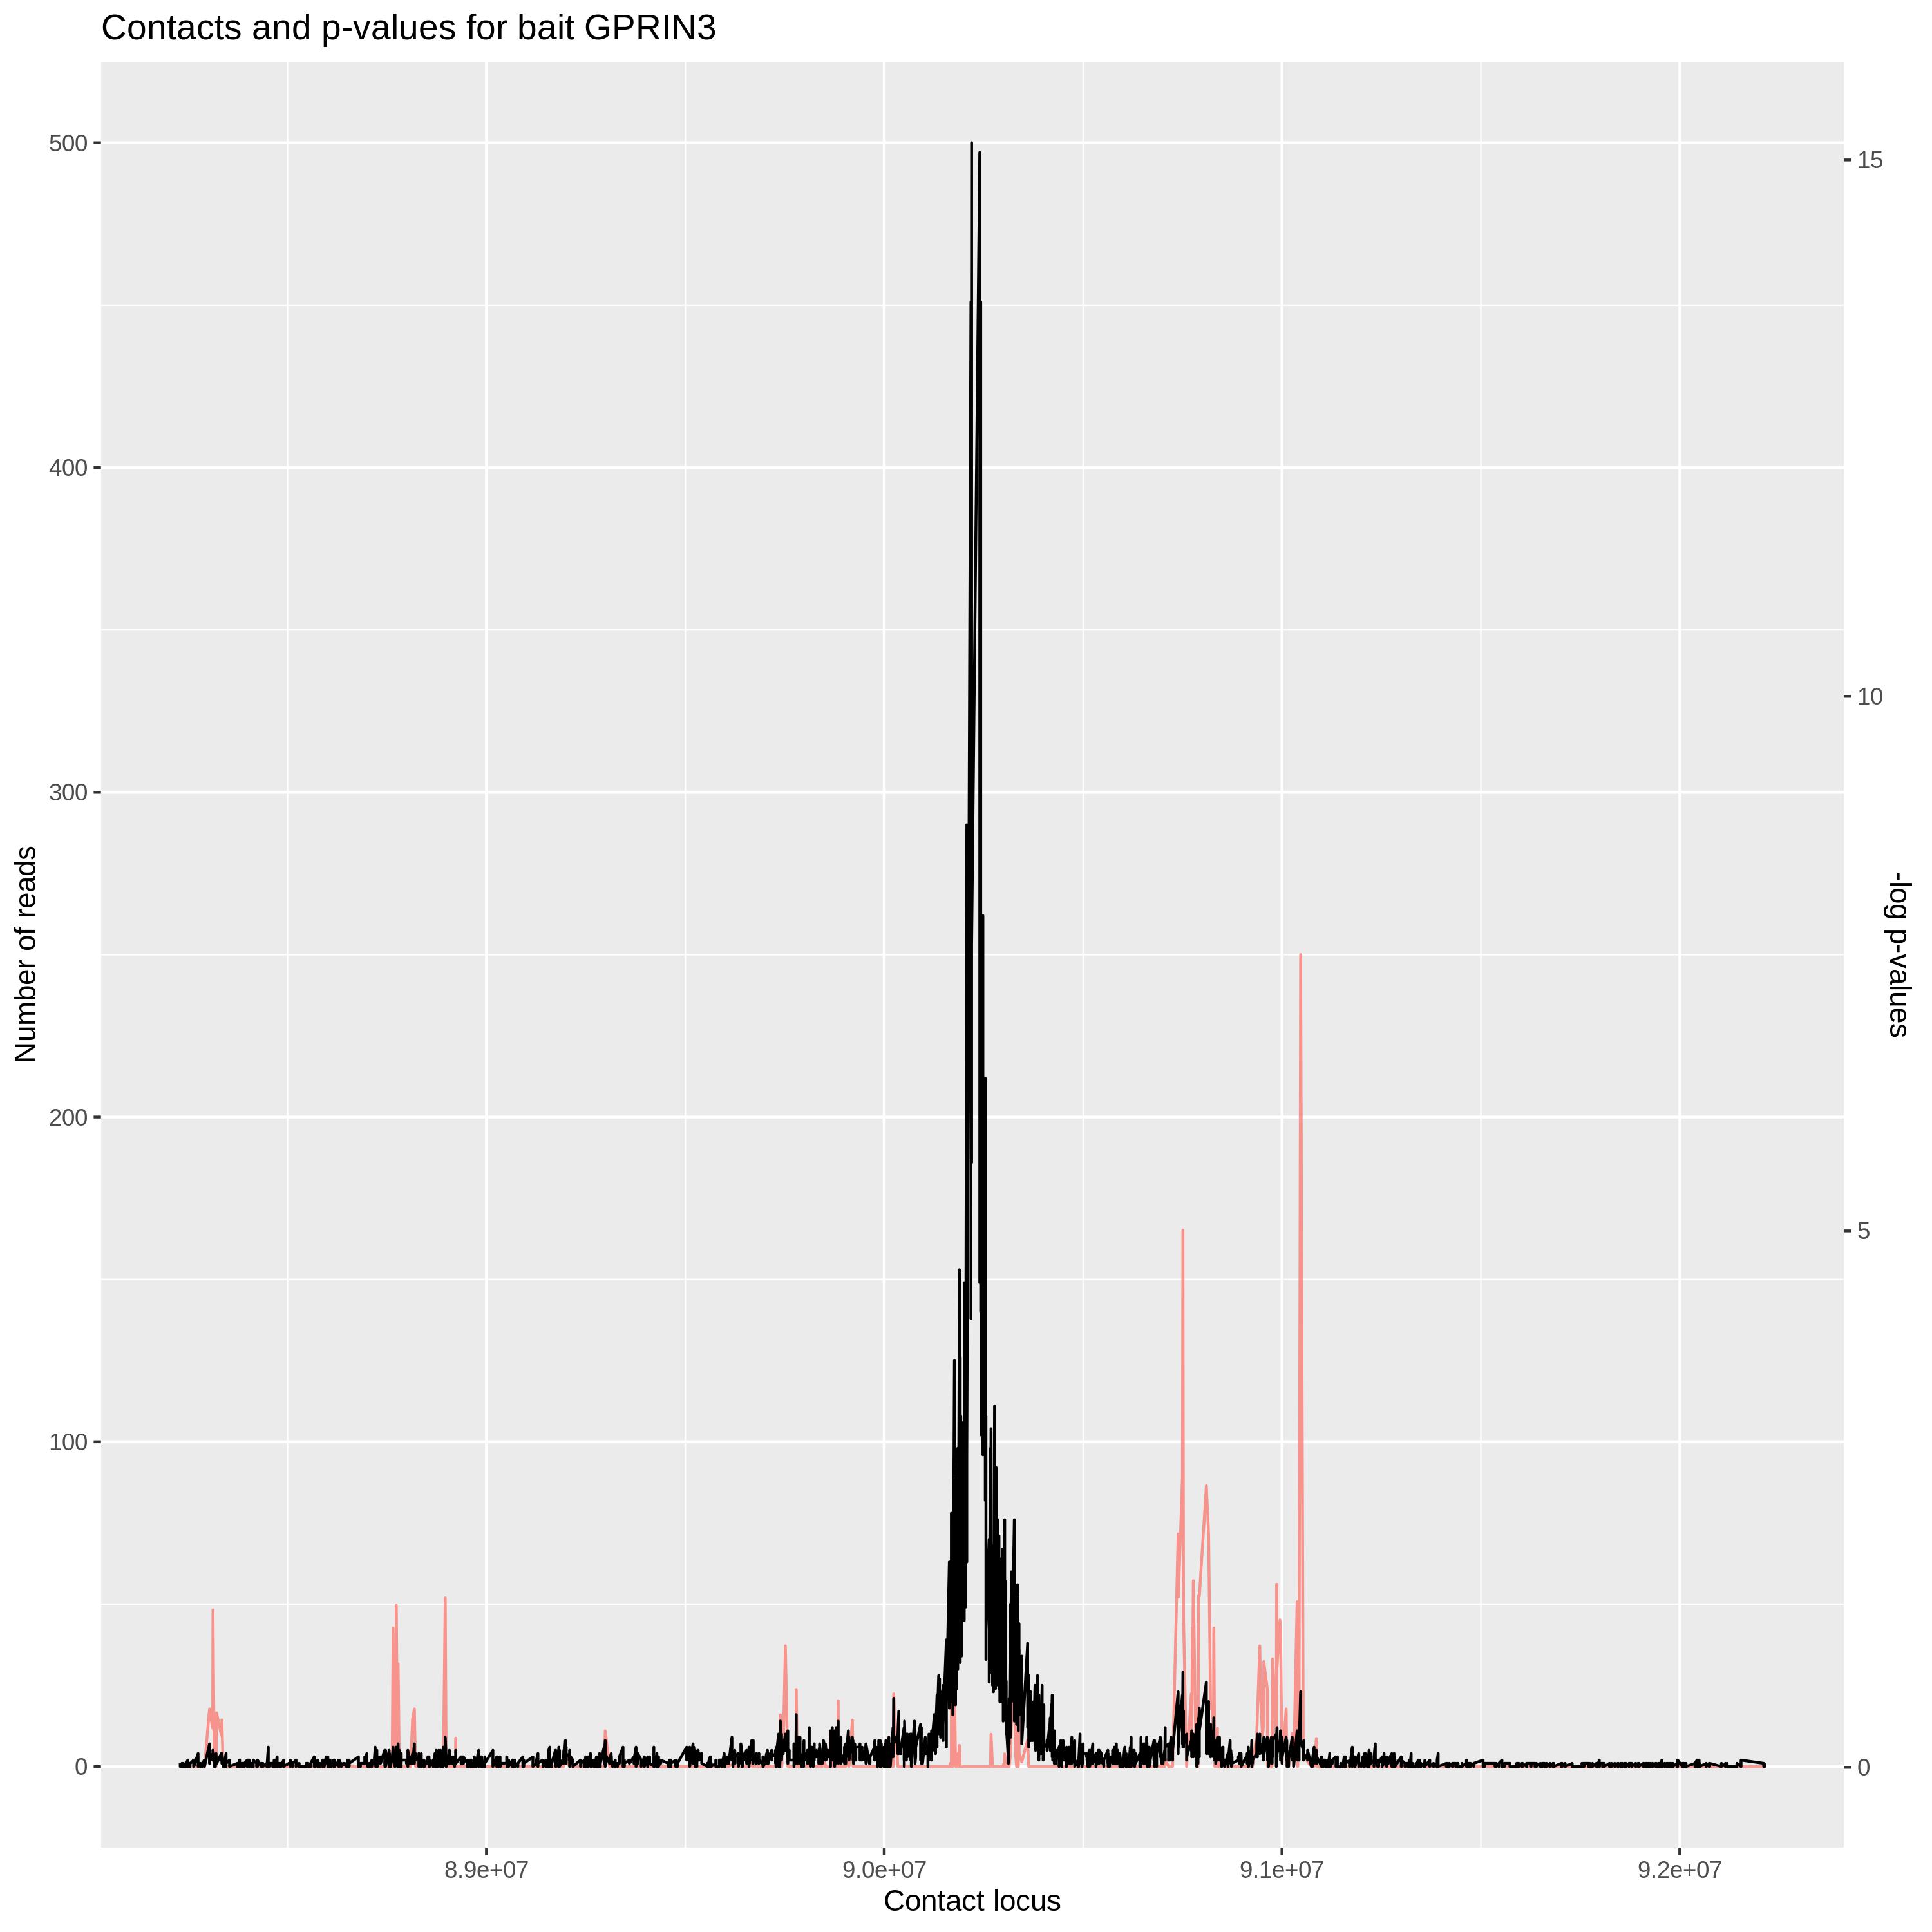 Contacts and p-values for bait GPRIN3
500
400
300
200
100
0
Number of reads
15
10
5
0
-log p-values
8.9e+07
9.0e+07
9.1e+07
9.2e+07
Contact locus